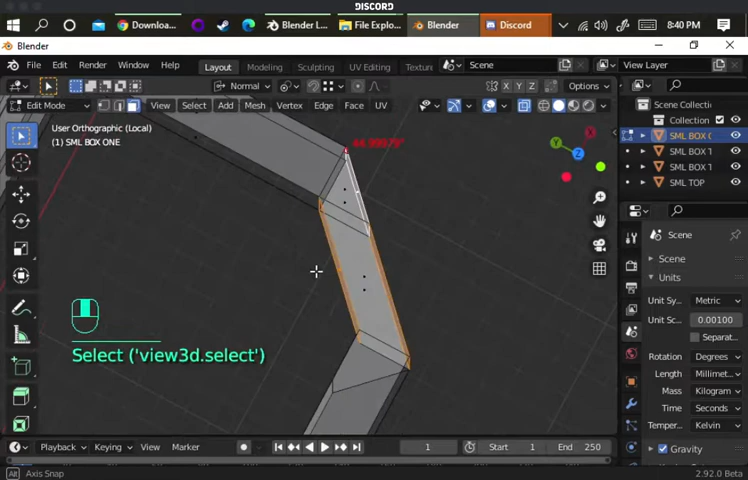 DISCORD
Downloa...
Blender L...
File Explo...
Blender
Discord
8:40 PM
Blender
File Edit Render Window Help Layout Modeling Sculpting UV Editing Textur Scene View Layer
Normal X Y Z Options
Edit Mode View Select Add Mesh Vertex Edge Face UV
User Orthographic (Local)
(1) SML BOX ONE
Scene Collection
Collection
SML BOX (
SML BOX T
SML BOX T
SML TOP
X
Y
Z
Scene
Scene
Units
Unit Sy... Metric
Unit Sc... 0.00100
Separat...
Rotation Degrees
Length Millimet...
Mass Kilogram
Time Seconds
Temper... Kelvin
Gravity
Select ('view3d.select')
Playback Keying View Marker 1 Start 1 End 250
Alt Axis Snap 2.92.0 Beta